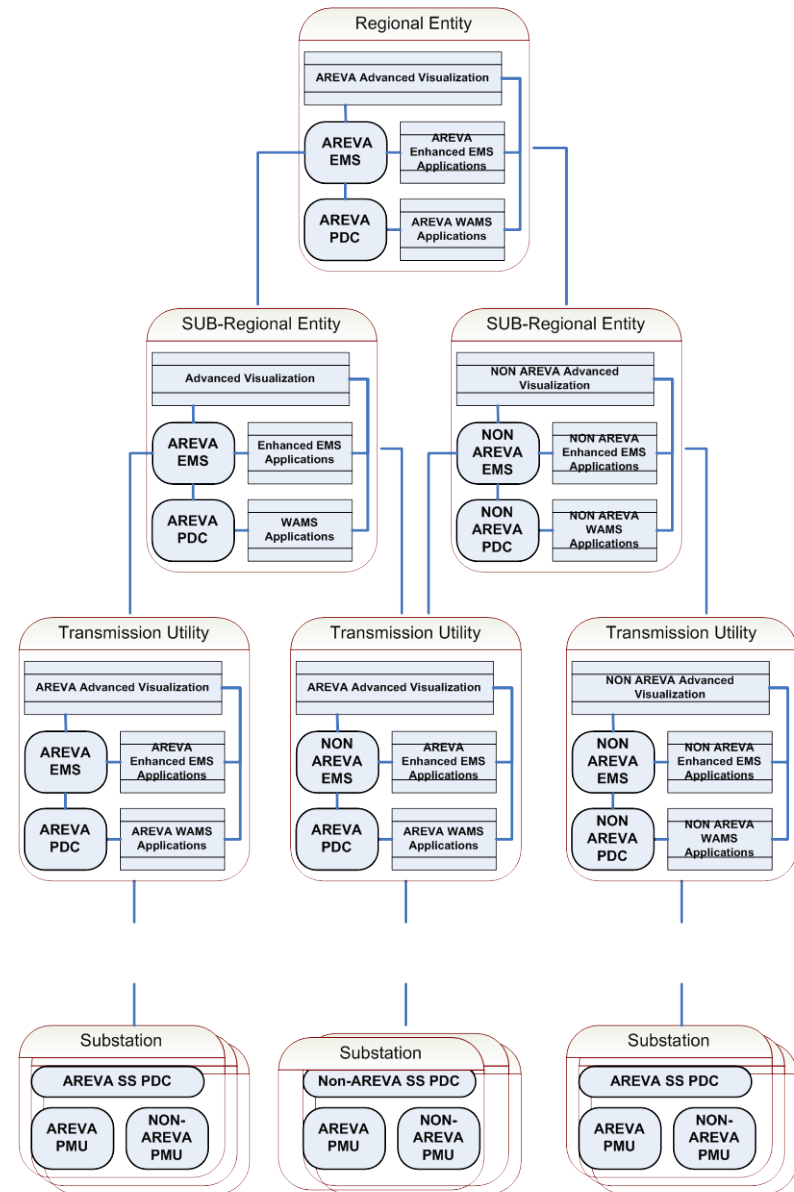 Regional Entity
AREVA Advanced Visualization
AREVA
EMS
AREVA
Enhanced EMS
Applications
AREVA
PDC
AREVA WAMS
Applications
SUB-Regional Entity
Advanced Visualization
AREVA
EMS
Enhanced EMS
Applications
AREVA
PDC
WAMS
Applications
SUB-Regional Entity
NON AREVA Advanced
Visualization
NON
AREVA
EMS
NON AREVA
Enhanced EMS
Applications
NON
AREVA
PDC
NON AREVA
WAMS
Applications
Transmission Utility
AREVA Advanced Visualization
AREVA
EMS
AREVA
Enhanced EMS
Applications
AREVA
PDC
AREVA WAMS
Applications
Transmission Utility
AREVA Advanced Visualization
NON
AREVA
EMS
AREVA
Enhanced EMS
Applications
AREVA
PDC
AREVA WAMS
Applications
Transmission Utility
NON AREVA Advanced
Visualization
NON
AREVA
EMS
NON AREVA
Enhanced EMS
Applications
NON
AREVA
PDC
NON AREVA
WAMS
Applications
Substation
AREVA SS PDC
AREVA
PMU
NON-
AREVA
PMU
Substation
Non-AREVA SS PDC
AREVA
PMU
NON-
AREVA
PMU
Substation
AREVA SS PDC
AREVA
PMU
NON-
AREVA
PMU